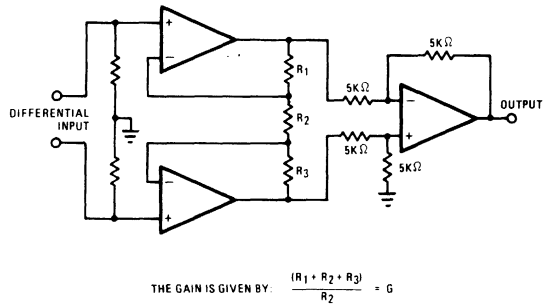 +
−
R1
5KΩ
5KΩ
DIFFERENTIAL
INPUT
R2
−
+
OUTPUT
5KΩ
5KΩ
−
+
R3
THE GAIN IS GIVEN BY: (R1 + R2 + R3) / R2 = G